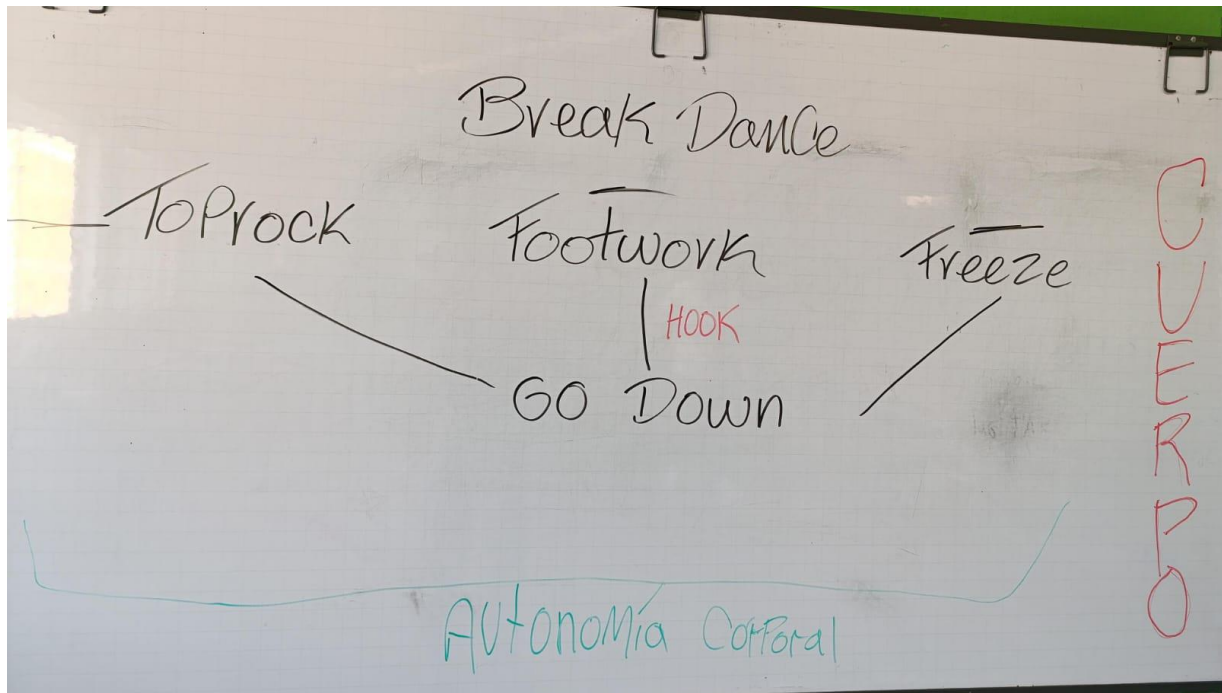 Break Dance
Toprock
Footwork
Freeze
HOOK
GO Down
Autonomía Corporal
CUERPO